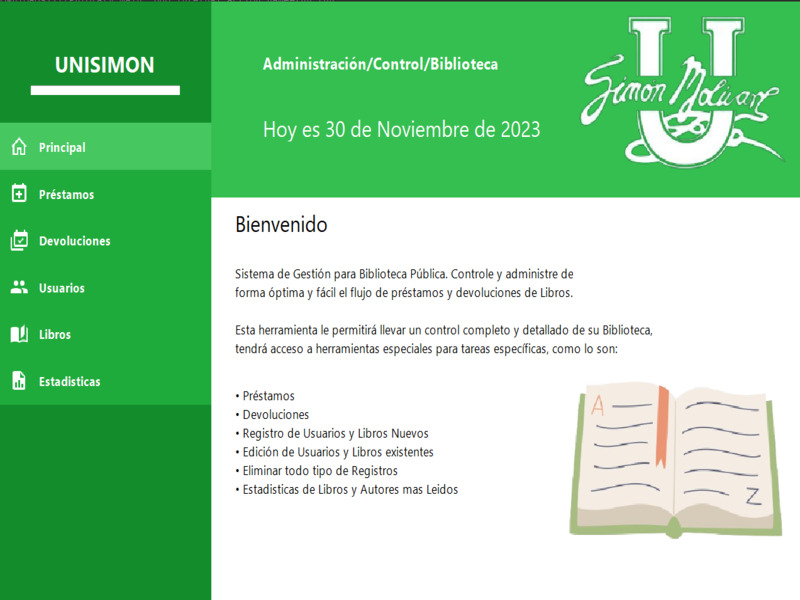 UNISIMON
Principal
Préstamos
Devoluciones
Usuarios
Libros
Estadisticas
Administración/Control/Biblioteca
Hoy es 30 de Noviembre de 2023
U
Simon Molivart
Bienvenido
Sistema de Gestión para Biblioteca Pública. Controle y administre de
forma óptima y fácil el flujo de préstamos y devoluciones de Libros.
Esta herramienta le permitirá llevar un control completo y detallado de su Biblioteca,
tendrá acceso a herramientas especiales para tareas específicas, como lo son:
• Préstamos
• Devoluciones
• Registro de Usuarios y Libros Nuevos
• Edición de Usuarios y Libros existentes
• Eliminar todo tipo de Registros
• Estadisticas de Libros y Autores mas Leidos
A
Z